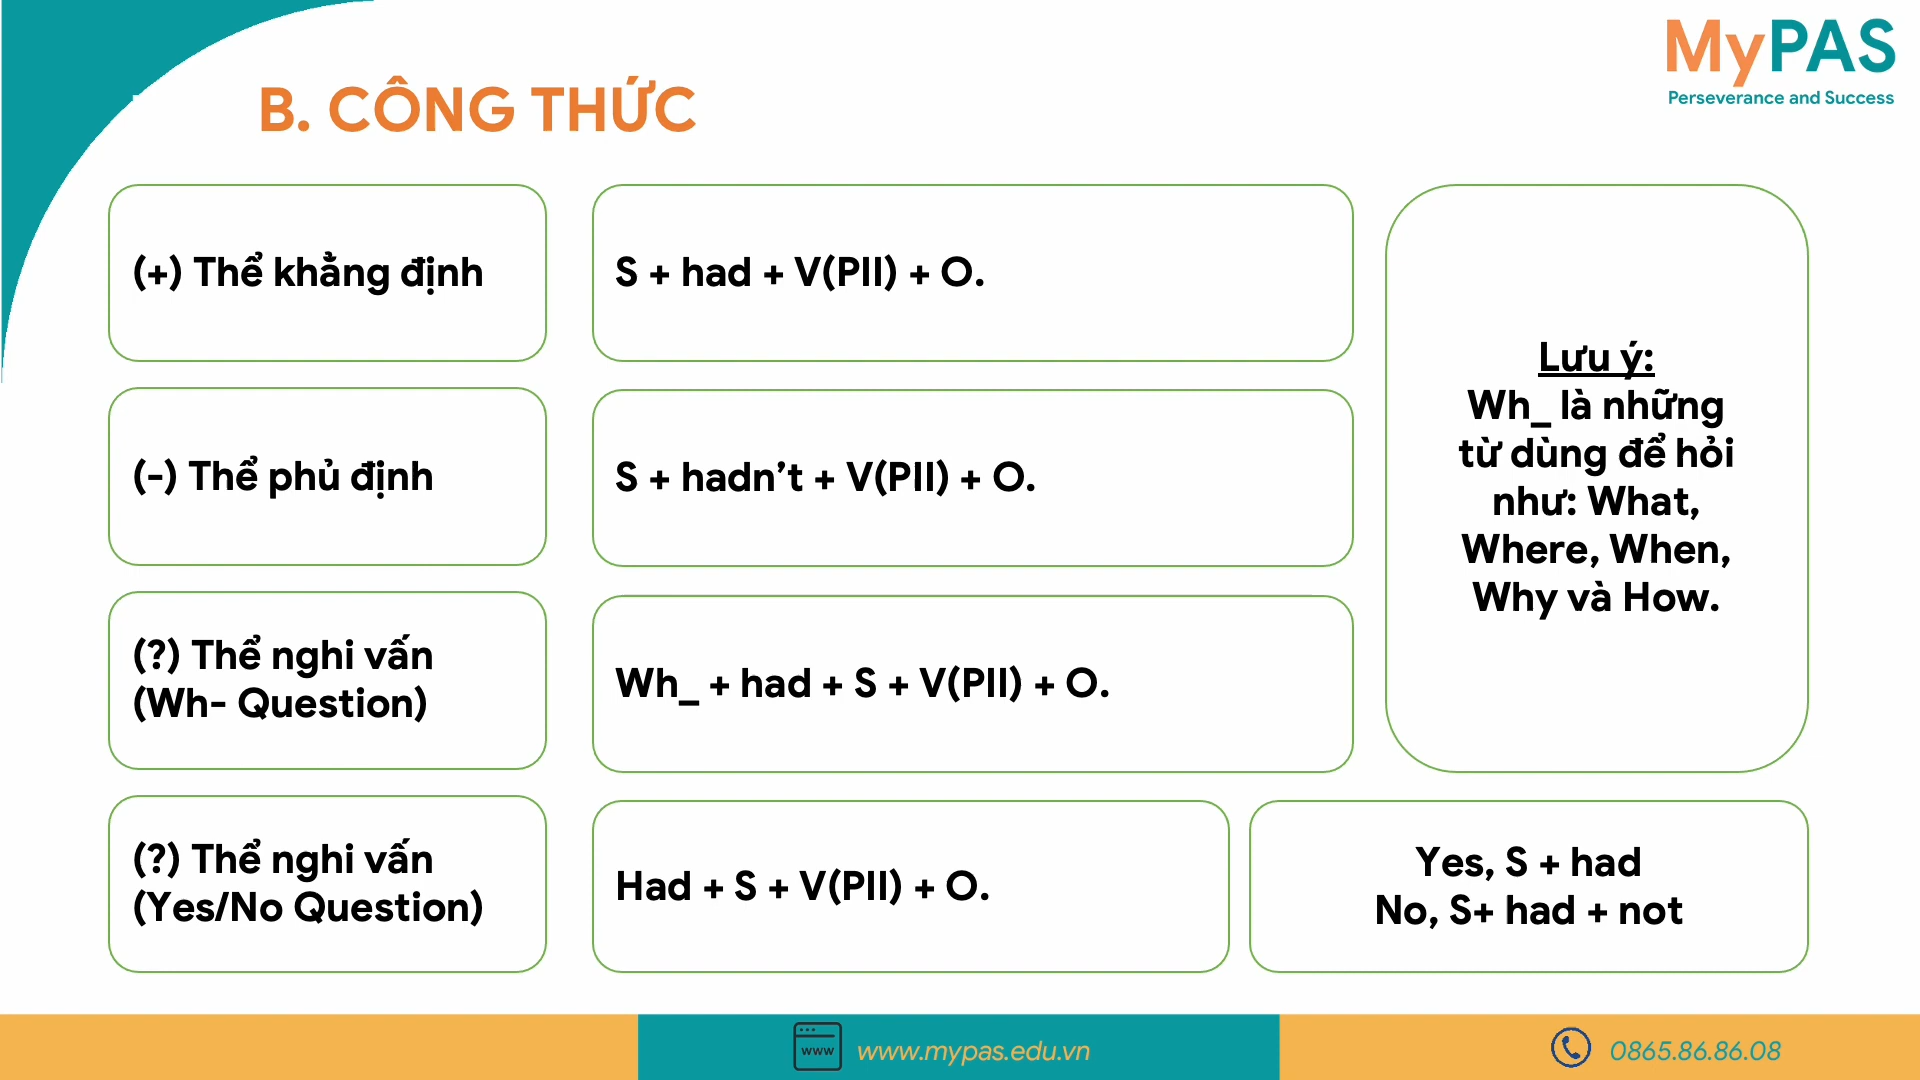 MyPAS
Perseverance and Success
B. CÔNG THỨC
(+) Thể khẳng định
S + had + V(PII) + O.
(-) Thể phủ định
S + hadn’t + V(PII) + O.
(?) Thể nghi vấn
(Wh- Question)
Wh_ + had + S + V(PII) + O.
Lưu ý:
Wh_ là những
từ dùng để hỏi
như: What,
Where, When,
Why và How.
(?) Thể nghi vấn
(Yes/No Question)
Had + S + V(PII) + O.
Yes, S + had
No, S+ had + not
www
www.mypas.edu.vn
0865.86.86.08